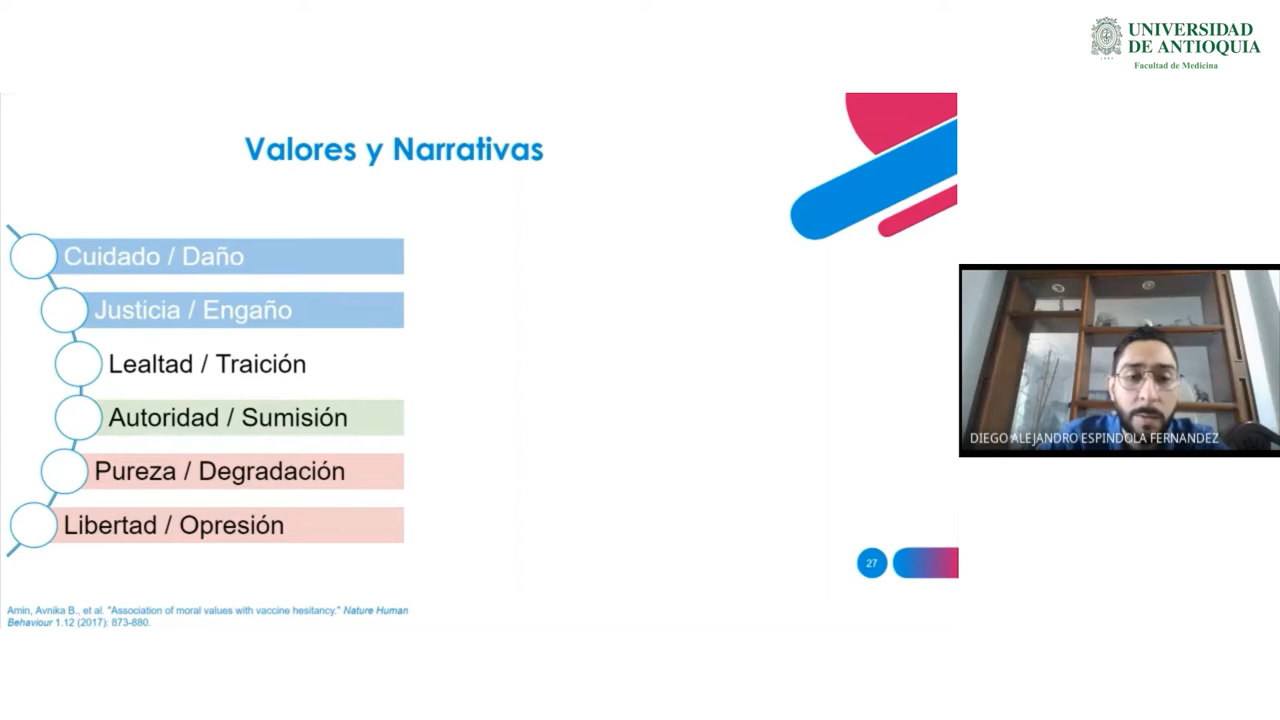 UNIVERSIDAD
DE ANTIOQUIA
1803
Facultad de Medicina
Valores y Narrativas
Cuidado / Daño
Justicia / Engaño
Lealtad / Traición
Autoridad / Sumisión
Pureza / Degradación
Libertad / Opresión
DIEGO ALEJANDRO ESPINDOLA FERNANDEZ
27
Amin, Avnika B., et al. "Association of moral values with vaccine hesitancy." Nature Human
Behaviour 1.12 (2017): 873-880.